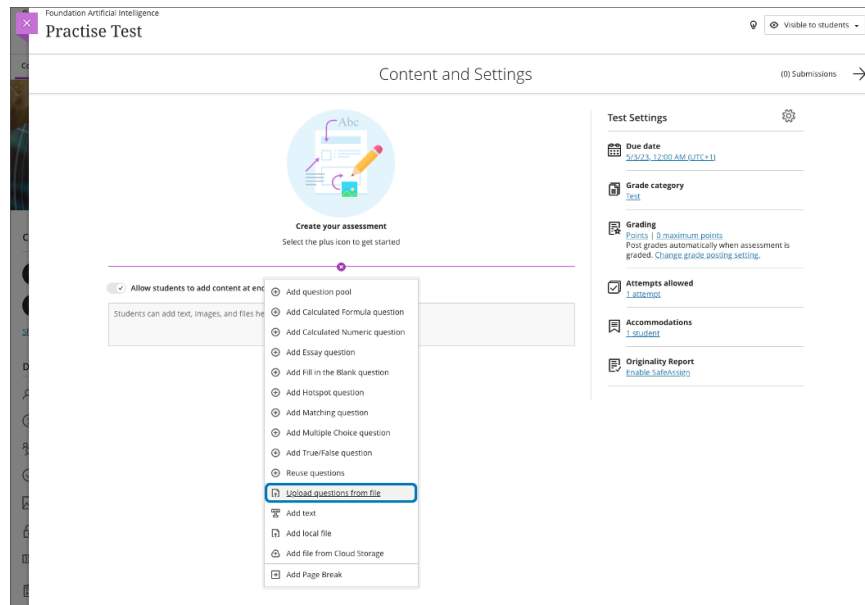 Foundation Artificial Intelligence
Practise Test
Visible to students
Content and Settings
(0) Submissions
Abc
Create your assessment
Select the plus icon to get started
Allow students to add content at end
Students can add text, images, and files he
Add question pool
Add Calculated Formula question
Add Calculated Numeric question
Add Essay question
Add Fill in the Blank question
Add Hotspot question
Add Matching question
Add Multiple Choice question
Add True/False question
Reuse questions
Upload questions from file
Add text
Add local file
Add file from Cloud Storage
Add Page Break
Test Settings
Due date
5/3/23, 12:00 AM (UTC+1)
Grade category
Test
Grading
Points | 0 maximum points
Post grades automatically when assessment is
graded. Change grade posting setting.
Attempts allowed
1 attempt
Accommodations
1 student
Originality Report
Enable SafeAssign